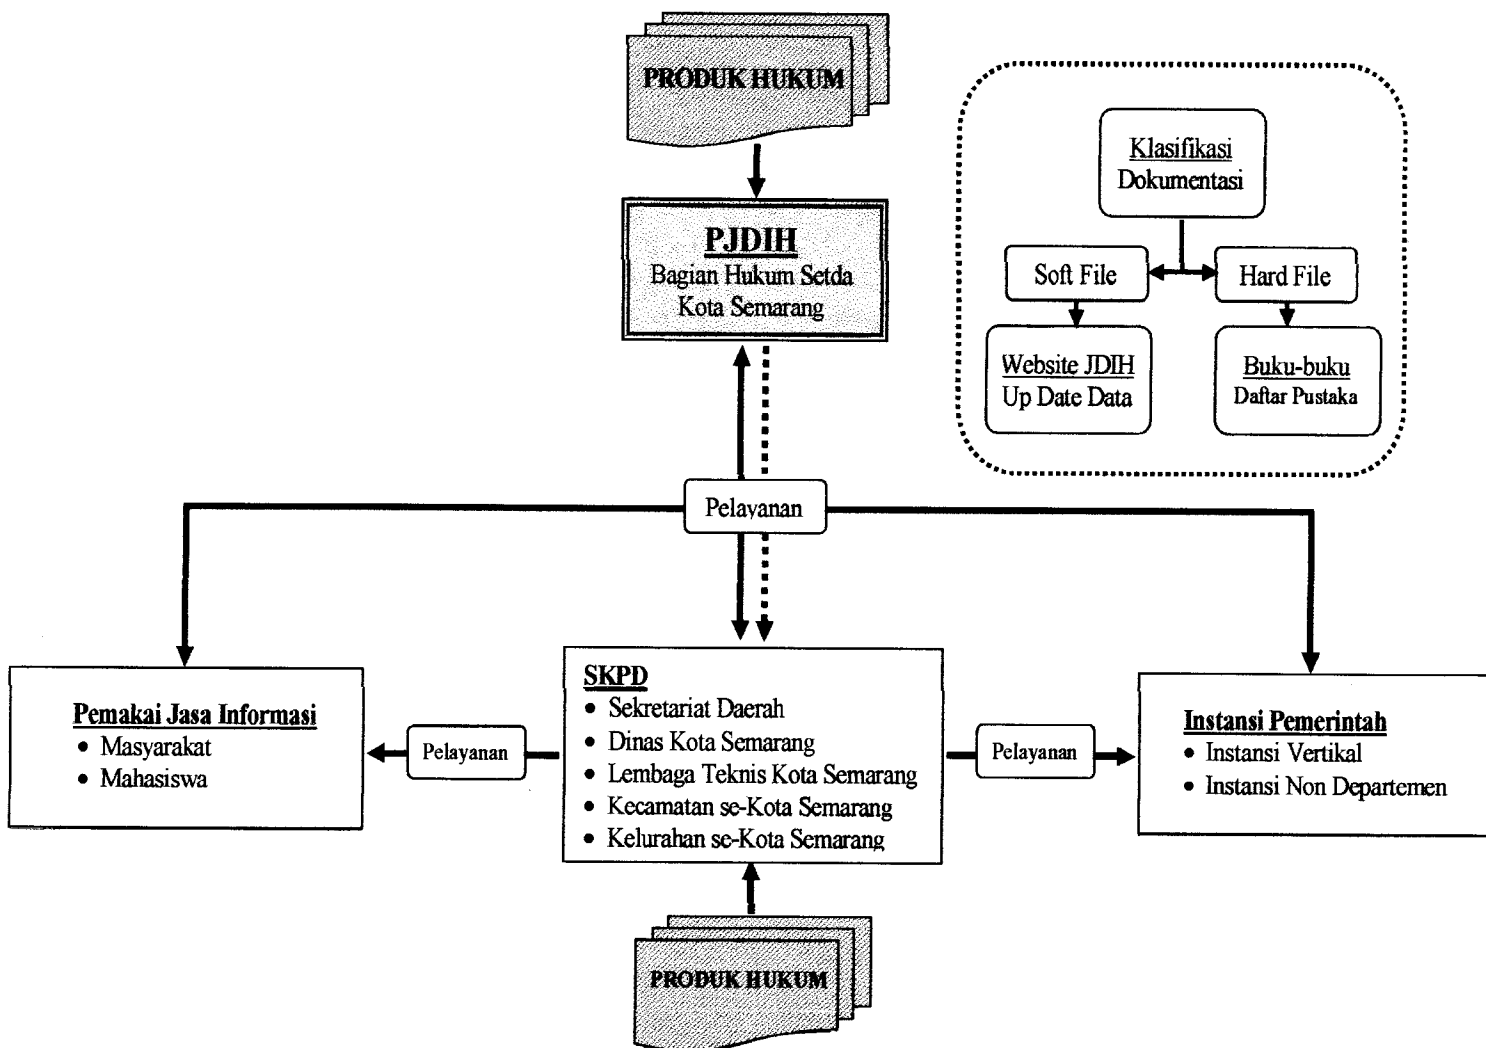 PRODUK HUKUM
PJDIH
Bagian Hukum Setda
Kota Semarang
Klasifikasi
Dokumentasi
Soft File
Hard File
Website JDIH
Up Date Data
Buku-buku
Daftar Pustaka
Pelayanan
Pemakai Jasa Informasi
• Masyarakat
• Mahasiswa
Pelayanan
SKPD
• Sekretariat Daerah
• Dinas Kota Semarang
• Lembaga Teknis Kota Semarang
• Kecamatan se-Kota Semarang
• Kelurahan se-Kota Semarang
Pelayanan
Instansi Pemerintah
• Instansi Vertikal
• Instansi Non Departemen
PRODUK HUKUM